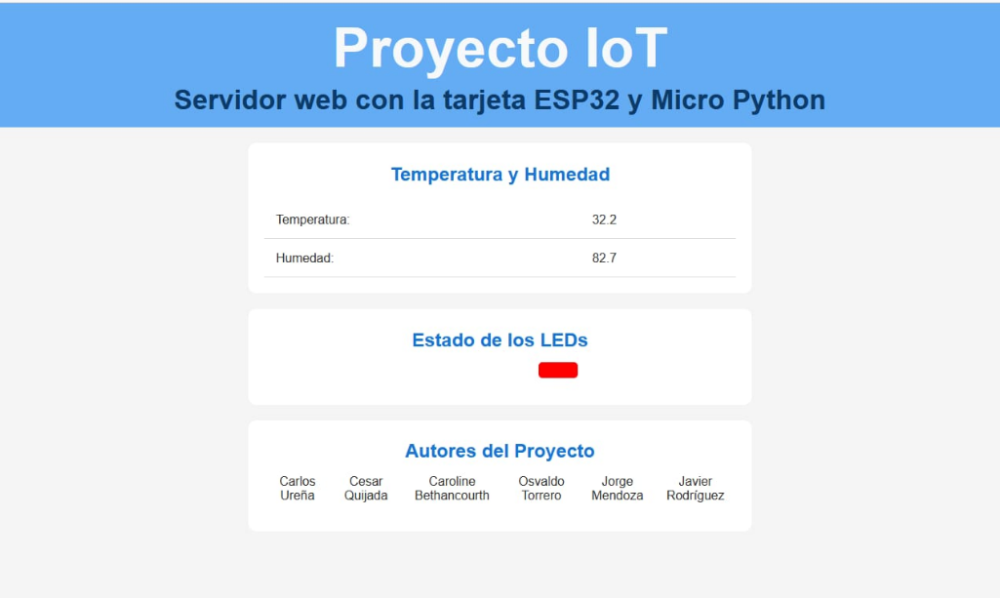 Proyecto IoT
Servidor web con la tarjeta ESP32 y Micro Python
Temperatura y Humedad
Temperatura: 32.2
Humedad: 82.7
Estado de los LEDs
Autores del Proyecto
Carlos Ureña
Cesar Quijada
Caroline Bethancourth
Osvaldo Torrero
Jorge Mendoza
Javier Rodríguez